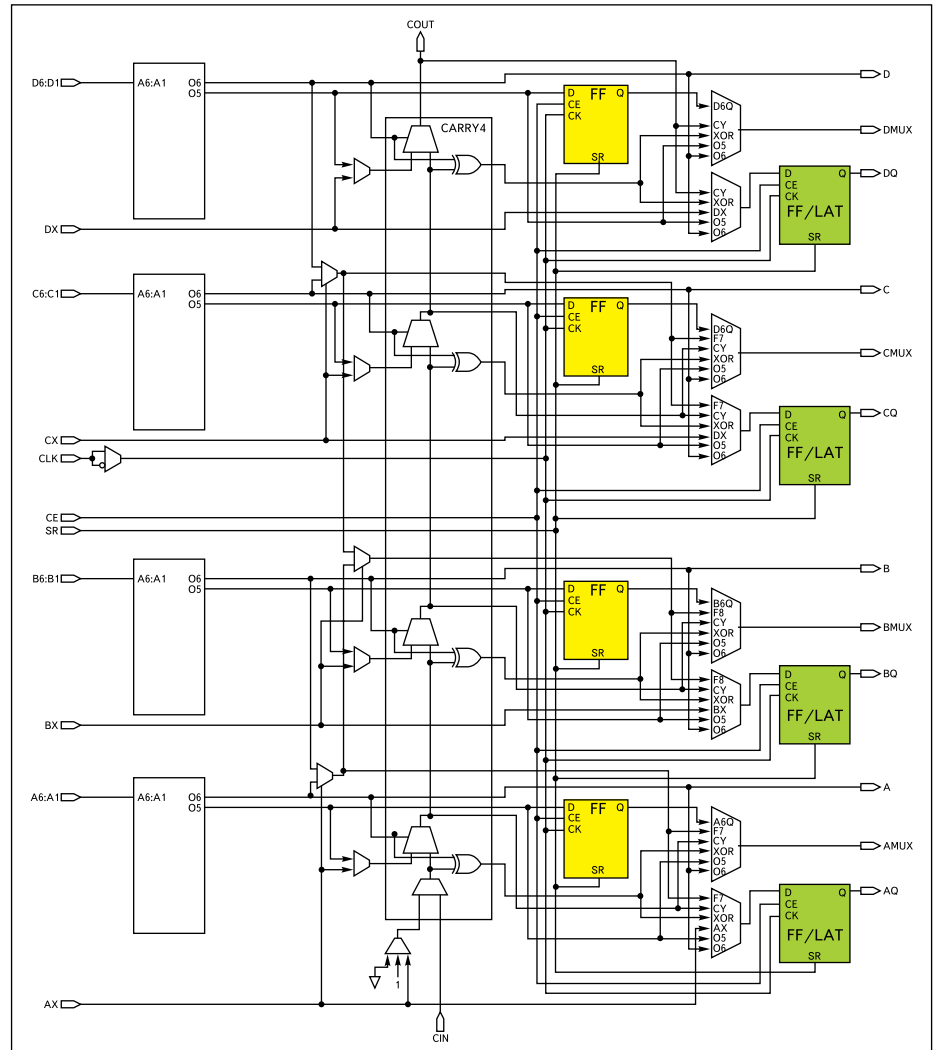 COUT
D6:D1
A6:A1
O6
O5
CARRY4
D
CE
CK
FF
Q
SR
D6Q
CY
XOR
O5
O6
D
DMUX
CY
XOR
DX
O5
O6
D
CE
CK
Q
FF/LAT
SR
DQ
DX
C6:C1
A6:A1
O6
O5
D
CE
CK
FF
Q
SR
D6Q
F7
CY
XOR
O5
O6
C
CMUX
F7
CY
XOR
DX
O5
O6
D
CE
CK
Q
FF/LAT
SR
CQ
CX
CLK
CE
SR
B6:B1
A6:A1
O6
O5
D
CE
CK
FF
Q
SR
B6Q
F8
CY
XOR
O5
O6
B
BMUX
F8
CY
XOR
BX
O5
O6
D
CE
CK
Q
FF/LAT
SR
BQ
BX
A6:A1
A6:A1
O6
O5
D
CE
CK
FF
Q
SR
A6Q
F7
CY
XOR
O5
O6
A
AMUX
F7
CY
XOR
AX
O5
O6
D
CE
CK
Q
FF/LAT
SR
AQ
1
AX
CIN